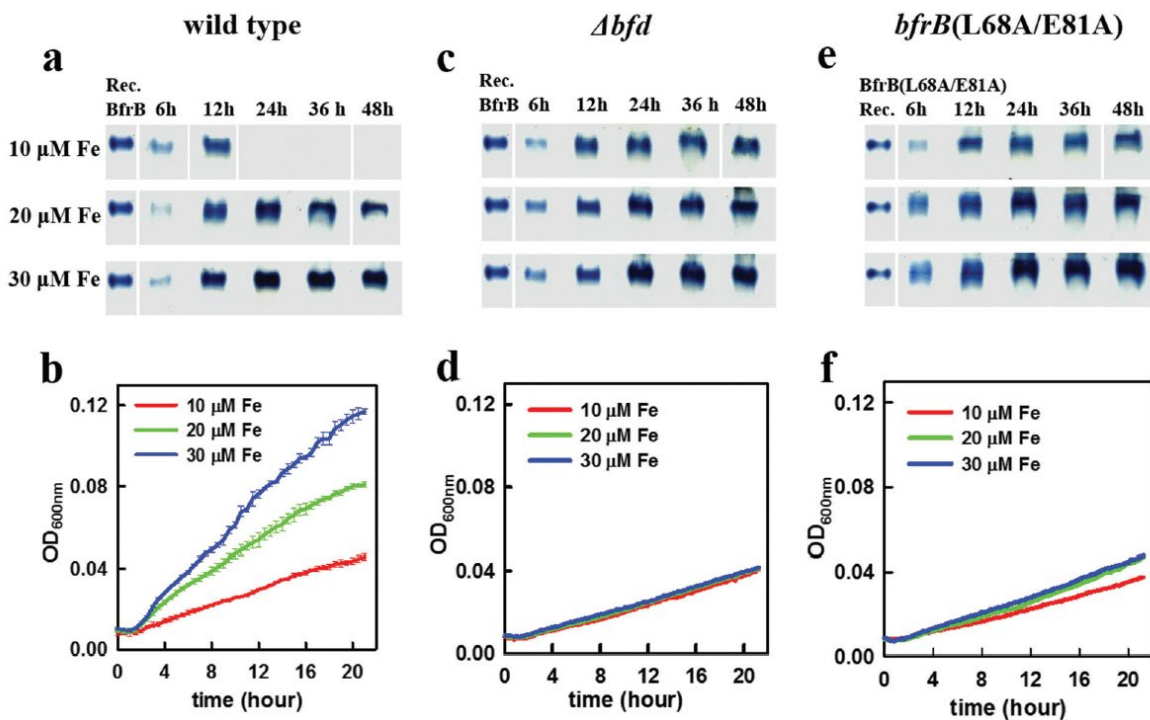 wild type
Δbfd
bfrB(L68A/E81A)
a
Rec.
BfrB 6h 12h 24h 36 h 48h
10 µM Fe
20 µM Fe
30 µM Fe
c
Rec.
BfrB 6h 12h 24h 36 h 48h
e
BfrB(L68A/E81A)
Rec. 6h 12h 24h 36h 48h
b
10 µM Fe
20 µM Fe
30 µM Fe
OD600nm
0.12
0.08
0.04
0.00
0 4 8 12 16 20
time (hour)
d
10 µM Fe
20 µM Fe
30 µM Fe
OD600nm
0.12
0.08
0.04
0.00
0 4 8 12 16 20
time (hour)
f
10 µM Fe
20 µM Fe
30 µM Fe
OD600nm
0.12
0.08
0.04
0.00
0 4 8 12 16 20
time (hour)